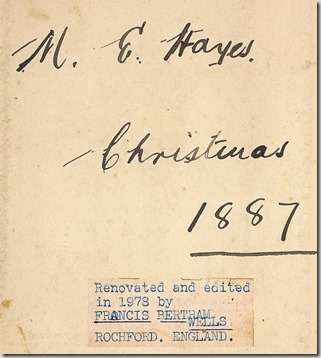 M. E. Hayes.
Christmas
1887
Renovated and edited
in 1978 by
FRANCIS BERTRAM
WELLS
ROCHFORD. ENGLAND.